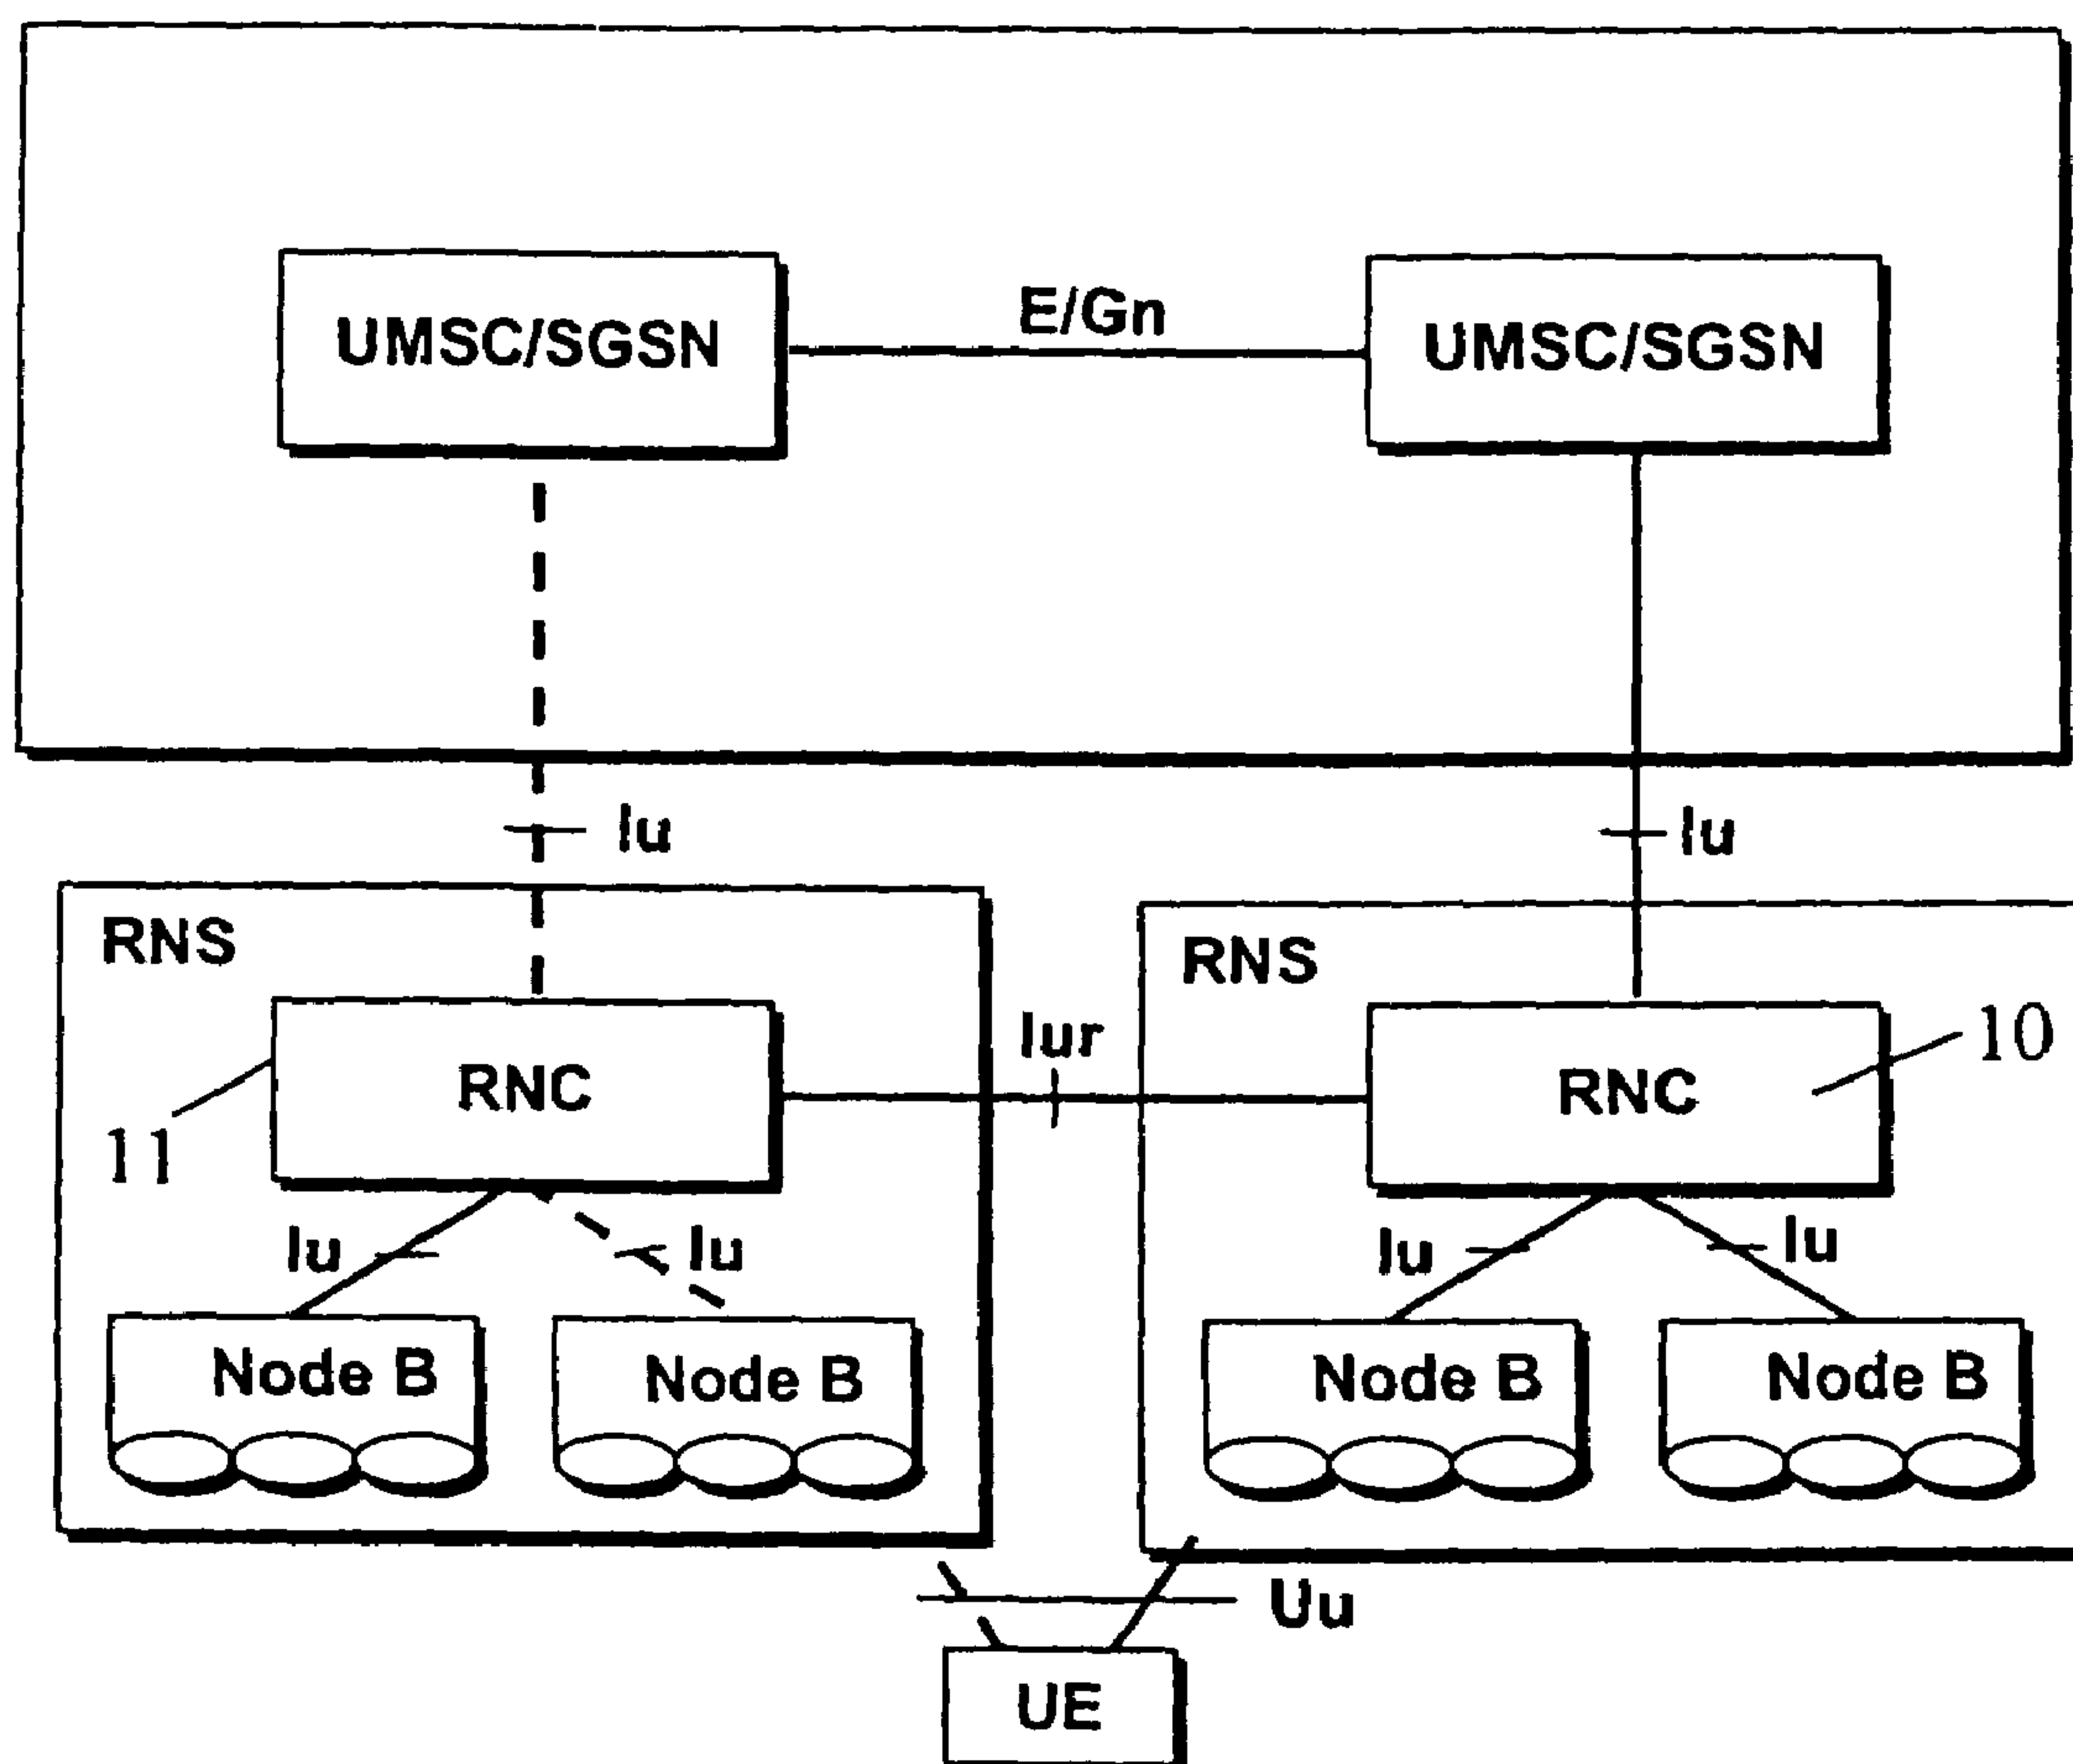 UMSC/SGSN
E/Gn
UMSC/SGSN
Iu
Iu
RNS
RNS
RNC
Iur
RNC
10
11
Iu
Iu
Iu
Iu
Node B
Node B
Node B
Node B
Uu
UE